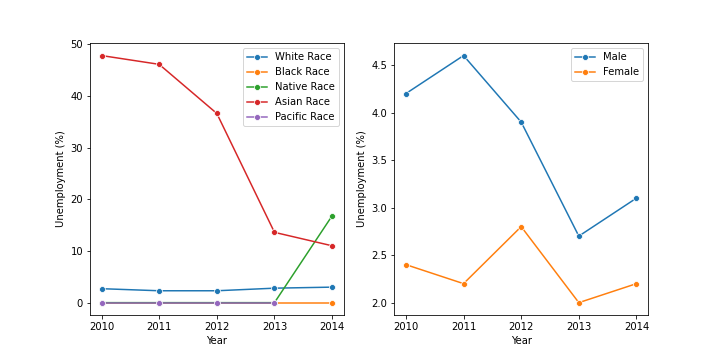 50
40
30
20
10
0
Unemployment (%)
2010 2011 2012 2013 2014
Year
White Race
Black Race
Native Race
Asian Race
Pacific Race
4.5
4.0
3.5
3.0
2.5
2.0
Unemployment (%)
2010 2011 2012 2013 2014
Year
Male
Female